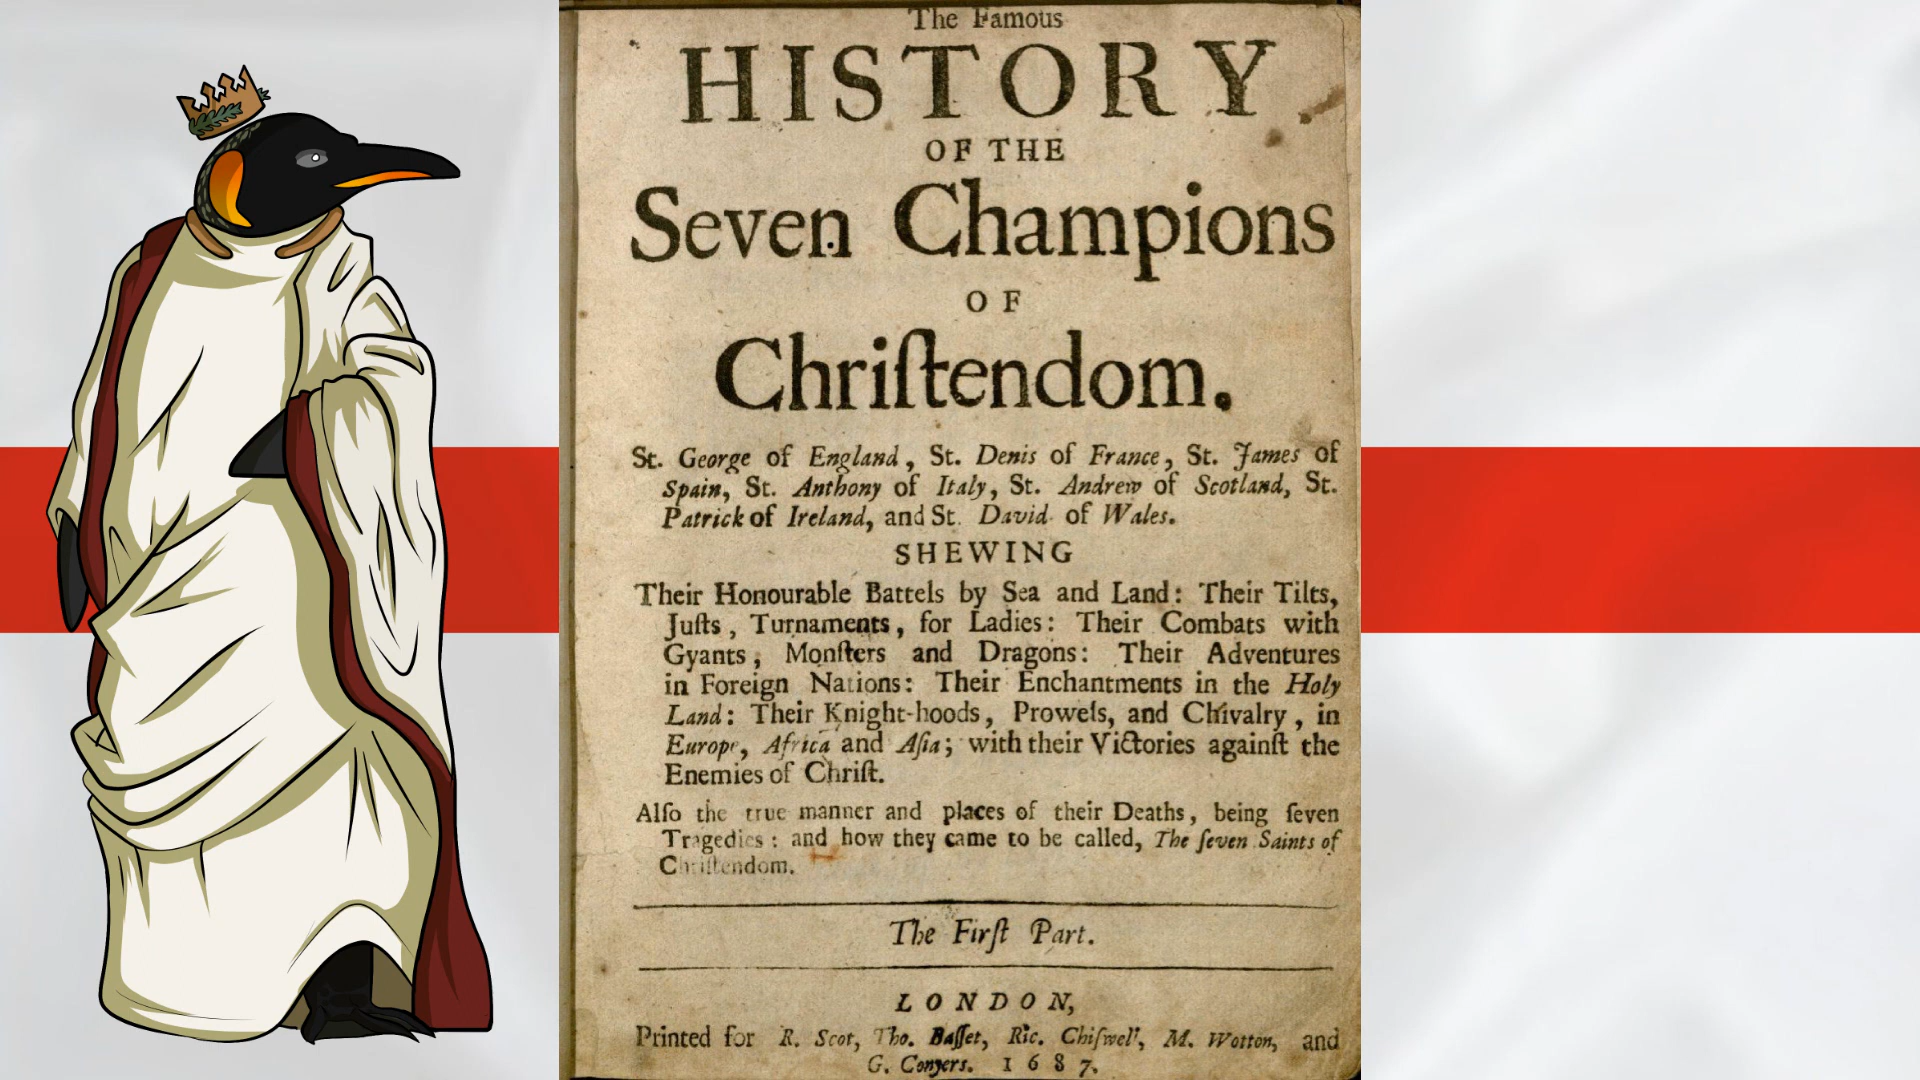 The Famous
HISTORY
OF THE
Seven Champions
OF
Chriſtendom.
St. George of England, St. Denis of France, St. James of
Spain, St. Anthony of Italy, St. Andrew of Scotland, St.
Patrick of Ireland, and St. David of Wales.
SHEWING
Their Honourable Battels by Sea and Land: Their Tilts,
Juſts, Turnaments, for Ladies: Their Combats with
Gyants, Monſters and Dragons: Their Adventures
in Foreign Nations: Their Enchantments in the Holy
Land: Their Knight-hoods, Proweſs, and Chivalry, in
Europe, Africa and Aſia; with their Victories againſt the
Enemies of Chriſt.
Alſo the true manner and places of their Deaths, being ſeven
Tragedies: and how they came to be called, The ſeven Saints of
Chriſtendom.
The Firſt Part.
LONDON,
Printed for R. Scot, Tho. Baſſet, Ric. Chiſwell, M. Wotton, and
G. Conyers. 1687.